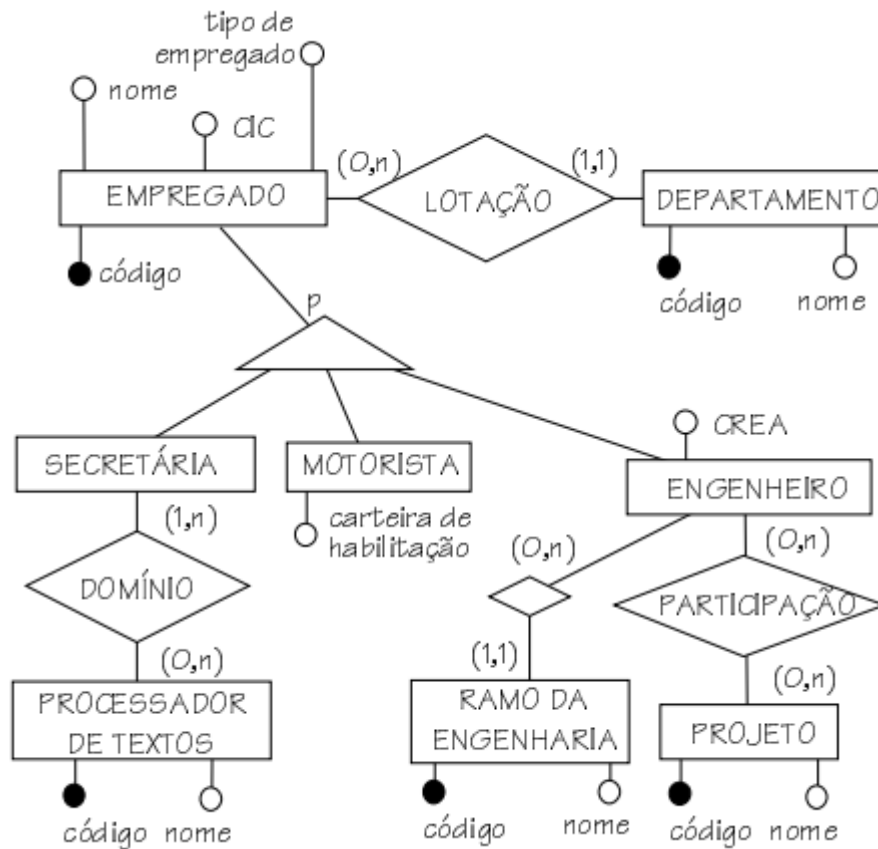 tipo de
empregado
nome
CIC
(0,n)
(1,1)
EMPREGADO
LOTAÇÃO
DEPARTAMENTO
código
código
nome
p
SECRETÁRIA
MOTORISTA
CREA
ENGENHEIRO
(1,n)
carteira de
habilitação
(0,n)
(0,n)
DOMÍNIO
PARTICIPAÇÃO
(0,n)
(1,1)
(0,n)
PROCESSADOR
DE TEXTOS
RAMO DA
ENGENHARIA
PROJETO
código
nome
código
nome
código
nome